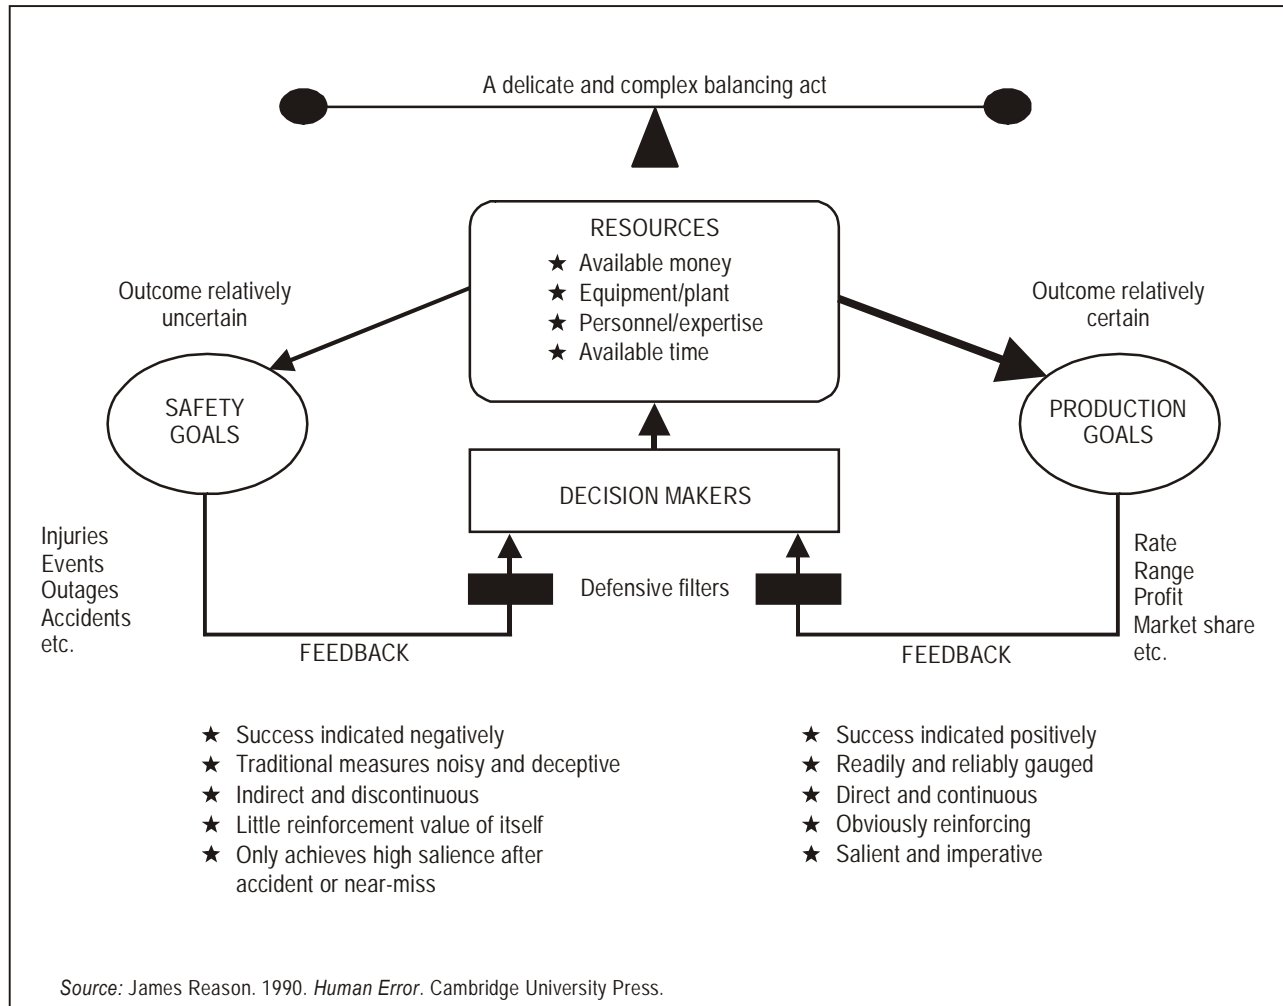 A delicate and complex balancing act
RESOURCES
★ Available money
★ Equipment/plant
★ Personnel/expertise
★ Available time
Outcome relatively
uncertain
Outcome relatively
certain
SAFETY
GOALS
PRODUCTION
GOALS
DECISION MAKERS
Injuries
Events
Outages
Accidents
etc.
Defensive filters
Rate
Range
Profit
Market share
etc.
FEEDBACK
FEEDBACK
★ Success indicated negatively
★ Traditional measures noisy and deceptive
★ Indirect and discontinuous
★ Little reinforcement value of itself
★ Only achieves high salience after
accident or near-miss
★ Success indicated positively
★ Readily and reliably gauged
★ Direct and continuous
★ Obviously reinforcing
★ Salient and imperative
Source: James Reason. 1990. Human Error. Cambridge University Press.